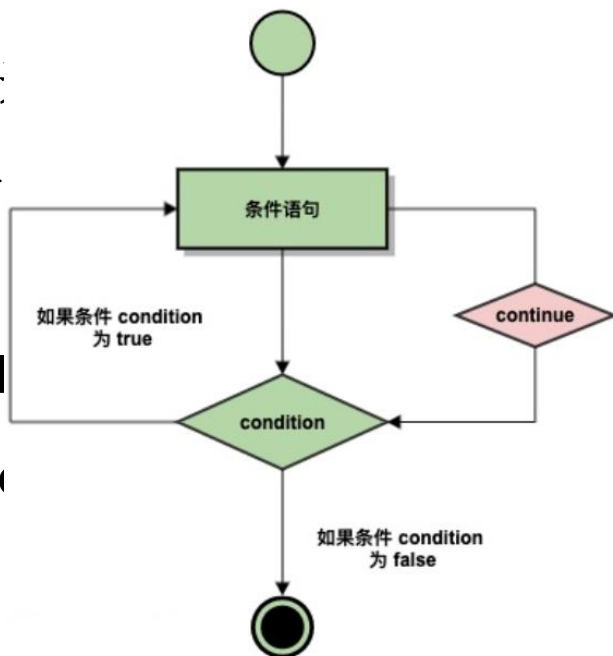 条件语句
如果条件 condition
为 true
continue
condition
如果条件 condition
为 false